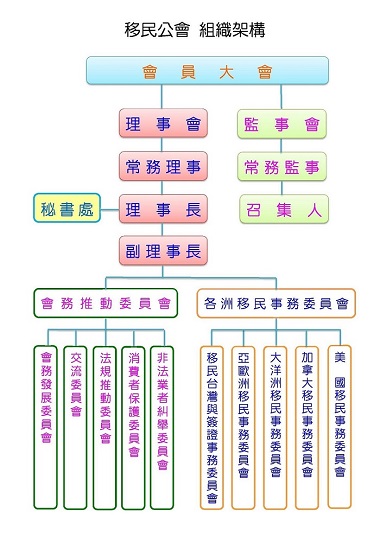 移民公會 組織架構
會員大會
理事會
監事會
常務理事
常務監事
秘書處
理事長
召集人
副理事長
會務推動委員會
各洲移民事務委員會
會務發展委員會
交流委員會
法規推動委員會
消費者保護委員會
非法業者糾舉委員會
移民台灣與簽證事務委員會
亞歐洲移民事務委員會
大洋洲移民事務委員會
加拿大移民事務委員會
美 國移民事務委員會